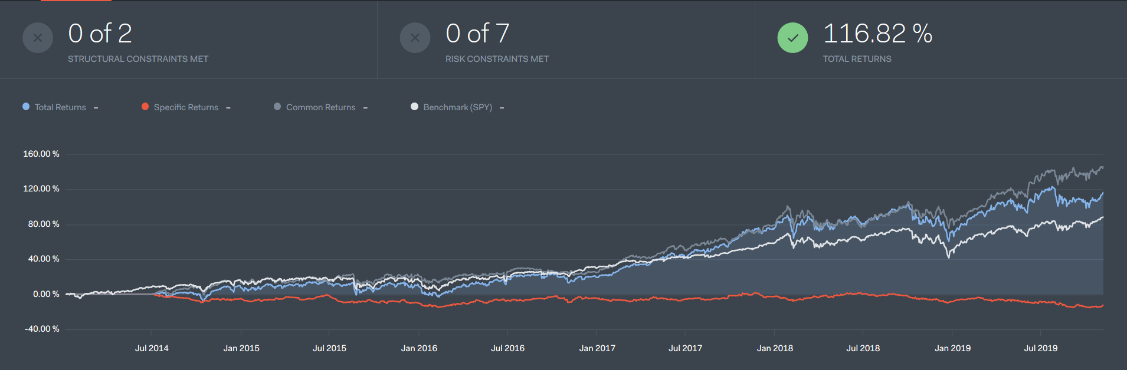 0 of 2
STRUCTURAL CONSTRAINTS MET
0 of 7
RISK CONSTRAINTS MET
116.82 %
TOTAL RETURNS
Total Returns –
Specific Returns –
Common Returns –
Benchmark (SPY) –
160.00 %
120.00 %
80.00 %
40.00 %
0.00 %
-40.00 %
Jul 2014
Jan 2015
Jul 2015
Jan 2016
Jul 2016
Jan 2017
Jul 2017
Jan 2018
Jul 2018
Jan 2019
Jul 2019